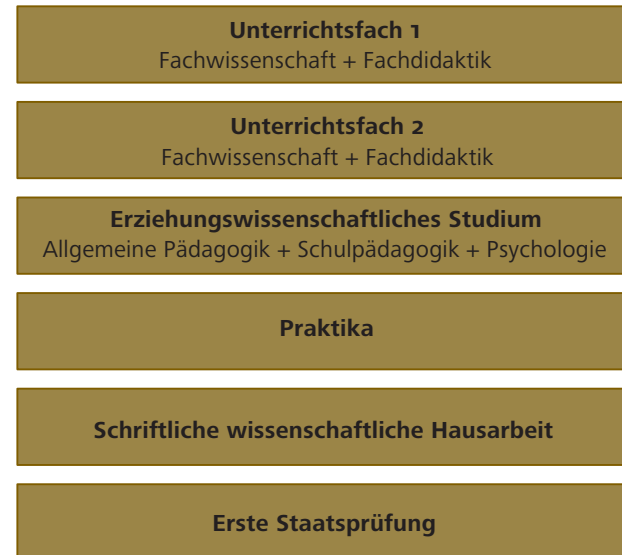 Unterrichtsfach 1
Fachwissenschaft + Fachdidaktik
Unterrichtsfach 2
Fachwissenschaft + Fachdidaktik
Erziehungswissenschaftliches Studium
Allgemeine Pädagogik + Schulpädagogik + Psychologie
Praktika
Schriftliche wissenschaftliche Hausarbeit
Erste Staatsprüfung